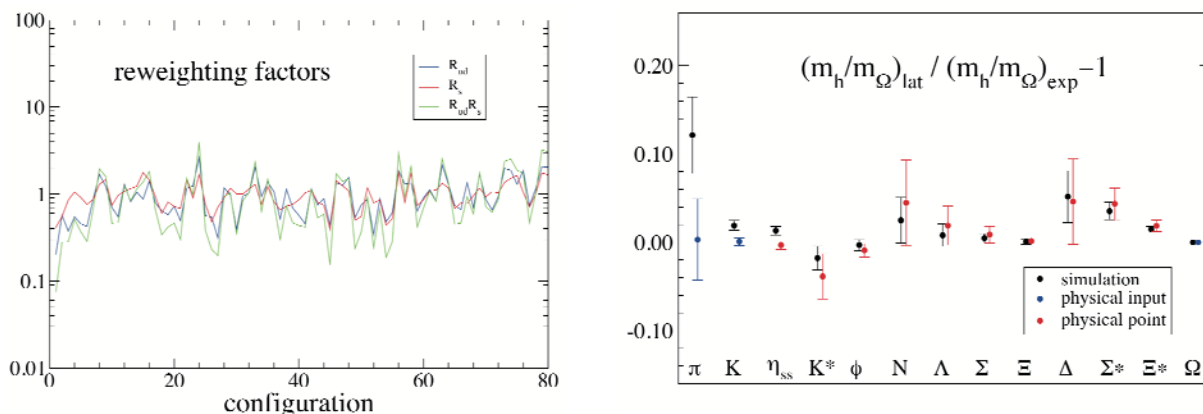 100
10
1
0.1
0.01
reweighting factors
R_ud
R_s
R_udR_s
0 20 40 60 80
configuration
0.20
0.10
0.00
-0.10
(m_h/m_Ω)_lat / (m_h/m_Ω)_exp−1
simulation
physical input
physical point
π K η_ss K* ϕ N Λ Σ Ξ Δ Σ* Ξ* Ω